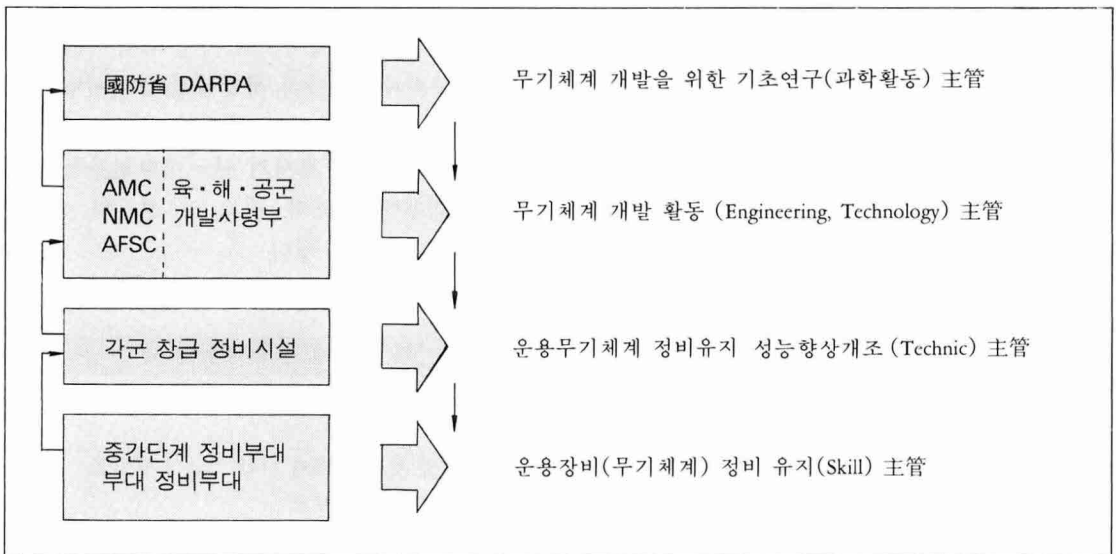 國防省 DARPA
무기체계 개발을 위한 기초연구(과학활동) 主管
AMC 육·해·공군
NMC 개발사령부
AFSC
무기체계 개발 활동 (Engineering, Technology) 主管
각군 창급 정비시설
운용무기체계 정비유지 성능향상개조 (Technic) 主管
중간단계 정비부대
부대 정비부대
운용장비(무기체계) 정비 유지(Skill) 主管